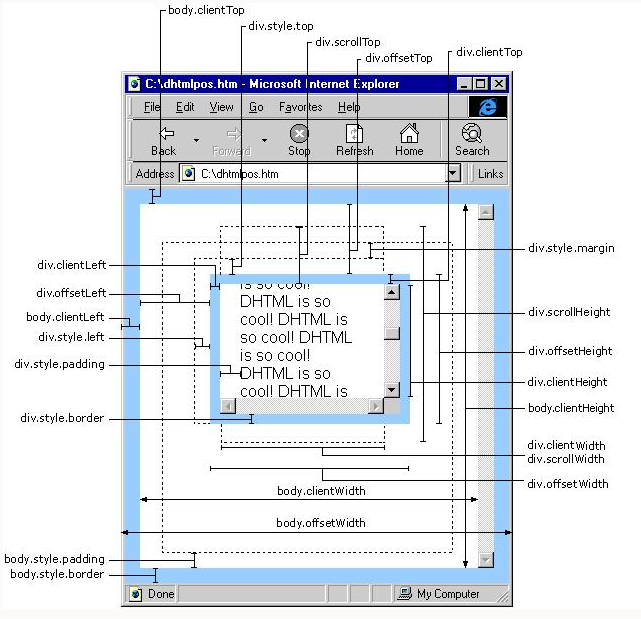 body.clientTop
div.style.top
div.scrollTop
div.offsetTop
div.clientTop
C:\dhtmlpos.htm - Microsoft Internet Explorer
File Edit View Go Favorites Help
Back Forward Stop Refresh Home Search
Address C:\dhtmlpos.htm Links
div.style.margin
div.clientLeft
div.offsetLeft
body.clientLeft
div.style.left
div.style.padding
div.style.border
is so cool!
DHTML is so
cool! DHTML is
so cool! DHTML
is so cool!
DHTML is so
cool! DHTML is
div.scrollHeight
div.offsetHeight
div.clientHeight
body.clientHeight
div.clientWidth
div.scrollWidth
div.offsetWidth
body.clientWidth
body.offsetWidth
body.style.padding
body.style.border
Done My Computer